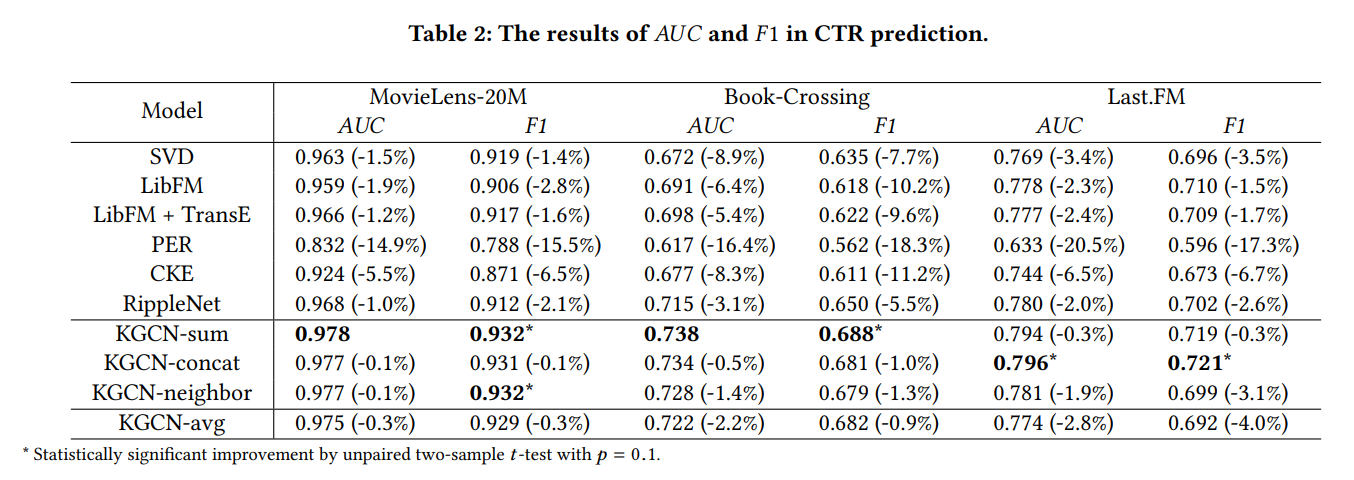 Table 2: The results of AUC and F1 in CTR prediction.
Model MovieLens-20M Book-Crossing Last.FM
AUC F1 AUC F1 AUC F1
SVD 0.963 (-1.5%) 0.919 (-1.4%) 0.672 (-8.9%) 0.635 (-7.7%) 0.769 (-3.4%) 0.696 (-3.5%)
LibFM 0.959 (-1.9%) 0.906 (-2.8%) 0.691 (-6.4%) 0.618 (-10.2%) 0.778 (-2.3%) 0.710 (-1.5%)
LibFM + TransE 0.966 (-1.2%) 0.917 (-1.6%) 0.698 (-5.4%) 0.622 (-9.6%) 0.777 (-2.4%) 0.709 (-1.7%)
PER 0.832 (-14.9%) 0.788 (-15.5%) 0.617 (-16.4%) 0.562 (-18.3%) 0.633 (-20.5%) 0.596 (-17.3%)
CKE 0.924 (-5.5%) 0.871 (-6.5%) 0.677 (-8.3%) 0.611 (-11.2%) 0.744 (-6.5%) 0.673 (-6.7%)
RippleNet 0.968 (-1.0%) 0.912 (-2.1%) 0.715 (-3.1%) 0.650 (-5.5%) 0.780 (-2.0%) 0.702 (-2.6%)
KGCN-sum 0.978 0.932* 0.738 0.688* 0.794 (-0.3%) 0.719 (-0.3%)
KGCN-concat 0.977 (-0.1%) 0.931 (-0.1%) 0.734 (-0.5%) 0.681 (-1.0%) 0.796* 0.721*
KGCN-neighbor 0.977 (-0.1%) 0.932* 0.728 (-1.4%) 0.679 (-1.3%) 0.781 (-1.9%) 0.699 (-3.1%)
KGCN-avg 0.975 (-0.3%) 0.929 (-0.3%) 0.722 (-2.2%) 0.682 (-0.9%) 0.774 (-2.8%) 0.692 (-4.0%)
* Statistically significant improvement by unpaired two-sample t-test with p = 0.1.